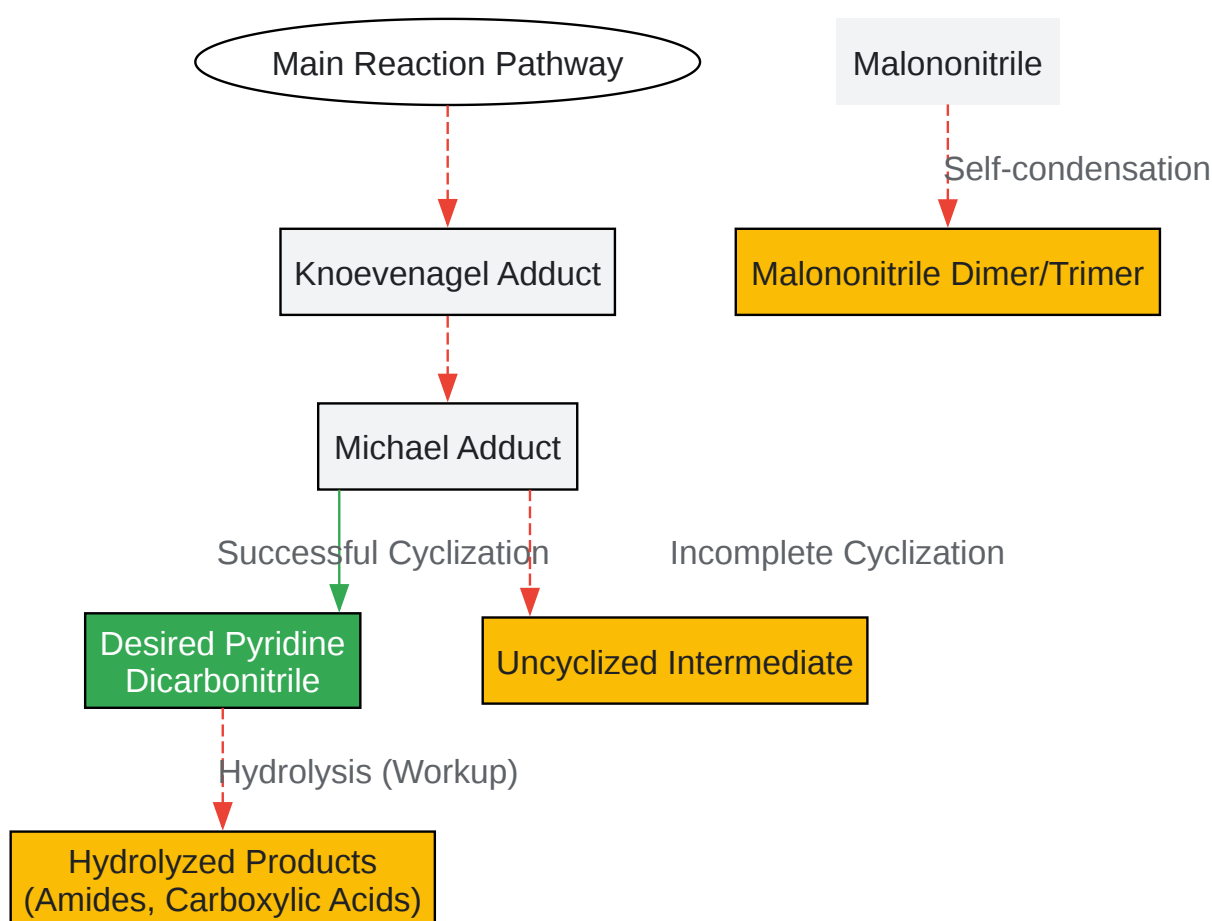 Main Reaction Pathway
Malononitrile
Self-condensation
Knoevenagel Adduct
Malononitrile Dimer/Trimer
Michael Adduct
Successful Cyclization
Incomplete Cyclization
Desired Pyridine
Dicarbonitrile
Uncyclized Intermediate
Hydrolysis (Workup)
Hydrolyzed Products
(Amides, Carboxylic Acids)